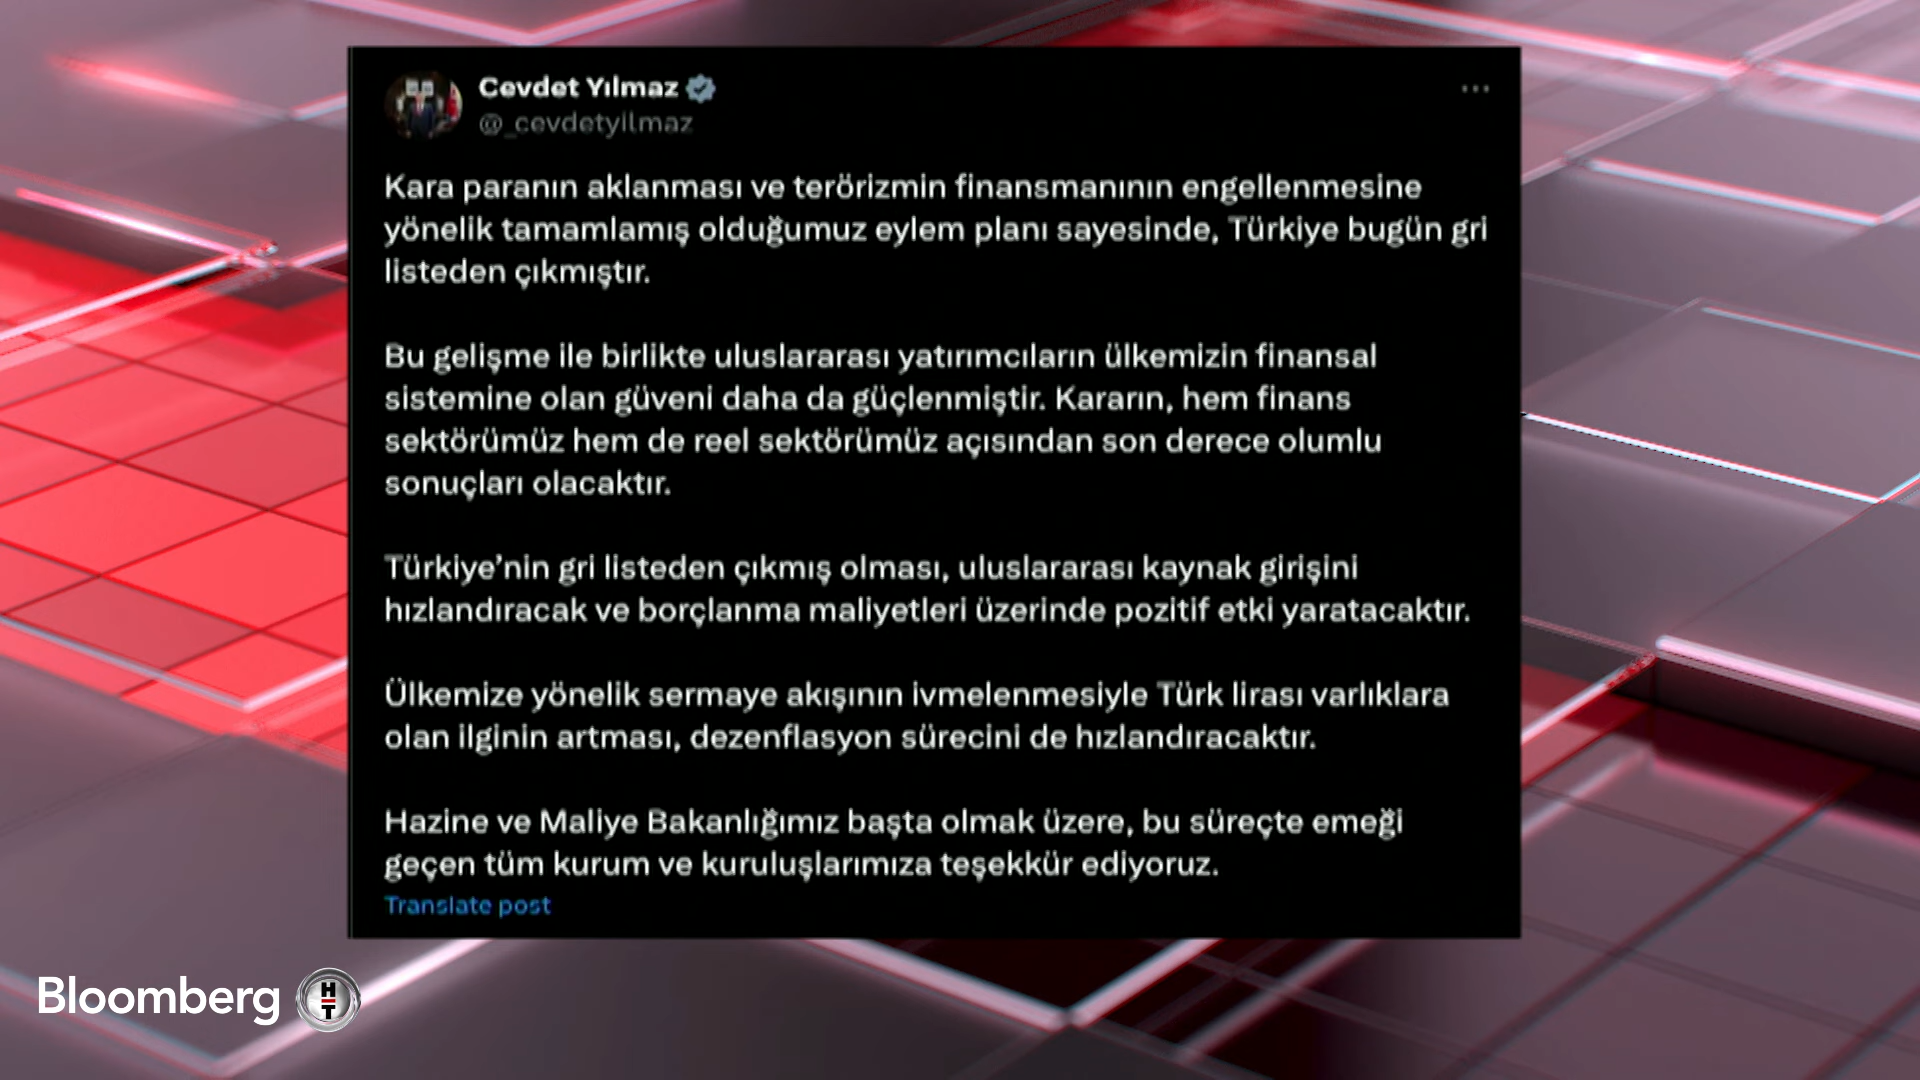 Cevdet Yılmaz
@_cevdetyilmaz
Kara paranın aklanması ve terörizmin finansmanının engellenmesine
yönelik tamamlamış olduğumuz eylem planı sayesinde, Türkiye bugün gri
listeden çıkmıştır.
Bu gelişme ile birlikte uluslararası yatırımcıların ülkemizin finansal
sistemine olan güveni daha da güçlenmiştir. Kararın, hem finans
sektörümüz hem de reel sektörümüz açısından son derece olumlu
sonuçları olacaktır.
Türkiye’nin gri listeden çıkmış olması, uluslararası kaynak girişini
hızlandıracak ve borçlanma maliyetleri üzerinde pozitif etki yaratacaktır.
Ülkemize yönelik sermaye akışının ivmelenmesiyle Türk lirası varlıklara
olan ilginin artması, dezenflasyon sürecini de hızlandıracaktır.
Hazine ve Maliye Bakanlığımız başta olmak üzere, bu süreçte emeği
geçen tüm kurum ve kuruluşlarımıza teşekkür ediyoruz.
Translate post
Bloomberg HT